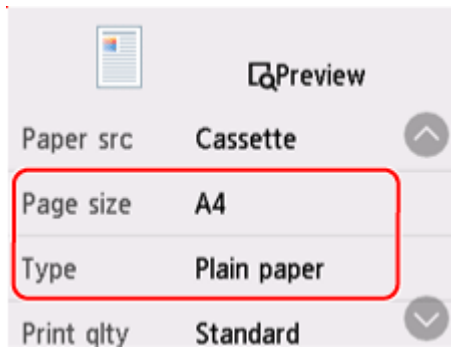 Preview
Paper src Cassette
Page size A4
Type Plain paper
Print qlty Standard